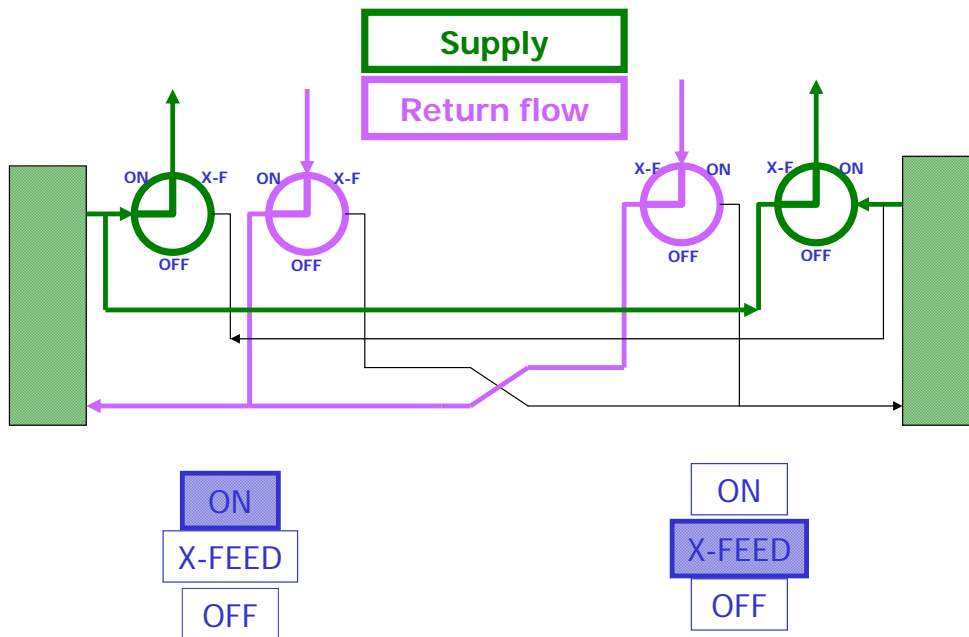 Supply
Return flow
ON X-F
ON X-F
X-F ON
X-F ON
OFF
OFF
OFF
OFF
ON
X-FEED
OFF
ON
X-FEED
OFF